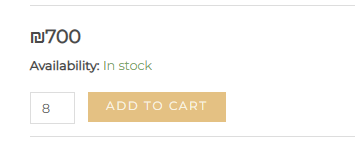 ₪700
Availability: In stock
8 ADD TO CART